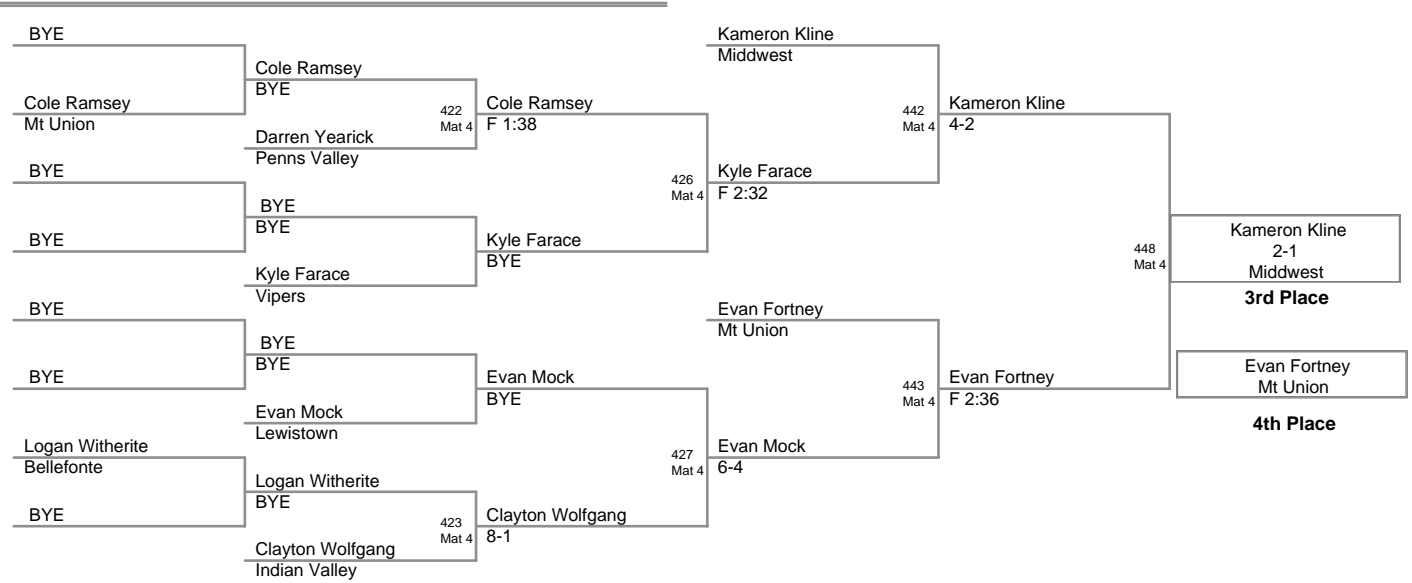 BYE
Cole Ramsey
Mt Union
BYE
BYE
BYE
BYE
Logan Witherite
Bellefonte
BYE
Cole Ramsey
BYE
Darren Yearick
Penns Valley
BYE
BYE
Kyle Farace
Vipers
BYE
BYE
Evan Mock
Lewistown
Logan Witherite
BYE
Clayton Wolfgang
Indian Valley
422
Mat 4
Cole Ramsey
F 1:38
Kyle Farace
BYE
Evan Mock
BYE
423
Mat 4
Clayton Wolfgang
8-1
Kameron Kline
Middwest
426
Mat 4
Kyle Farace
F 2:32
Evan Fortney
Mt Union
427
Mat 4
Evan Mock
6-4
442
Mat 4
Kameron Kline
4-2
443
Mat 4
Evan Fortney
F 2:36
448
Mat 4
Kameron Kline
2-1
Middwest
3rd Place
Evan Fortney
Mt Union
4th Place